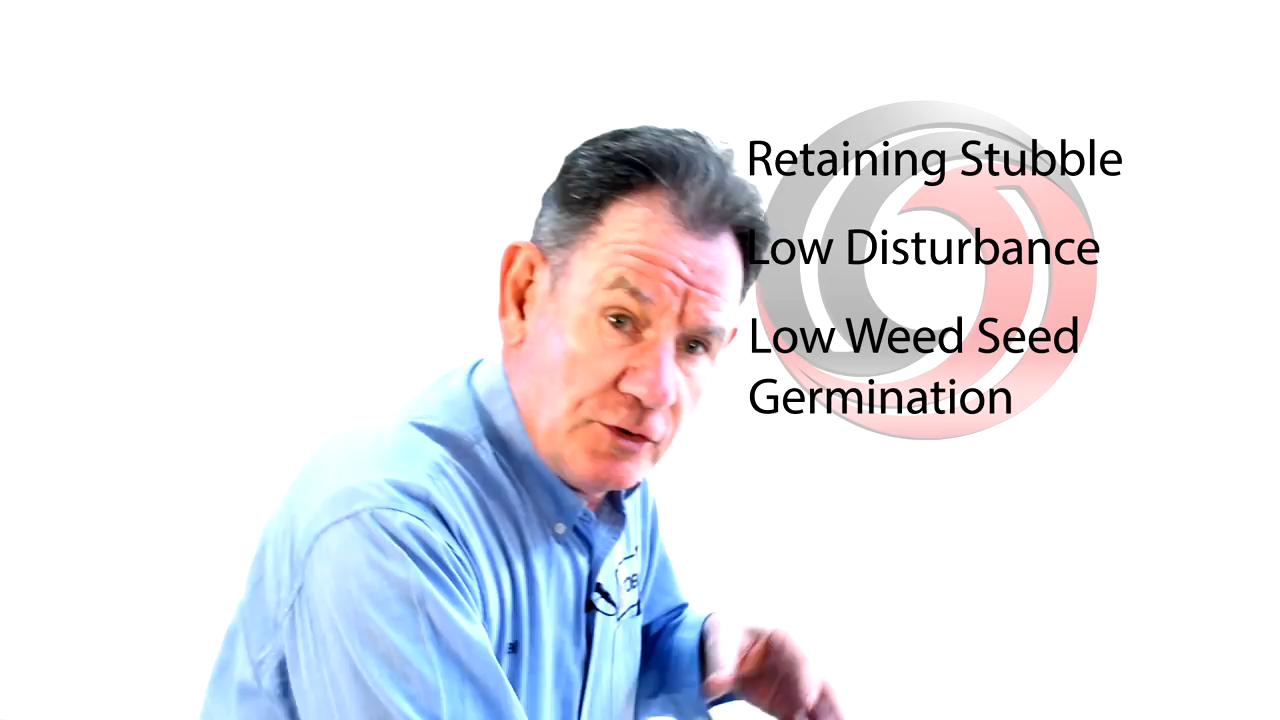 Retaining Stubble
Low Disturbance
Low Weed Seed
Germination